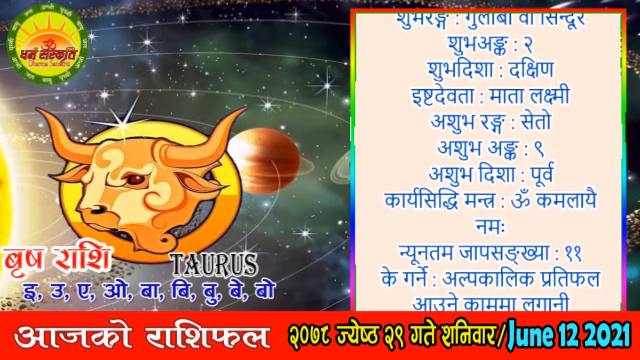 ॐ
धर्म संस्कृति
Dharma Sanskriti
शुभरङ्ग : गुलाबी वा सिन्दूर
शुभअङ्क : २
शुभदिशा : दक्षिण
इष्टदेवता : माता लक्ष्मी
अशुभ रङ्ग : सेतो
अशुभ अङ्क : ९
अशुभ दिशा : पूर्व
कार्यसिद्धि मन्त्र : ॐ कमलायै
नमः
न्यूनतम जापसङ्ख्या : ११
के गर्ने : अल्पकालिक प्रतिफल
आउने काममा लगानी
बृष राशि
TAURUS
इ, उ, ए, ओ, बा, बि, बु, बे, बो
आजको राशिफल
२०७८ ज्येष्ठ २९ गते शनिवार/June 12 2021